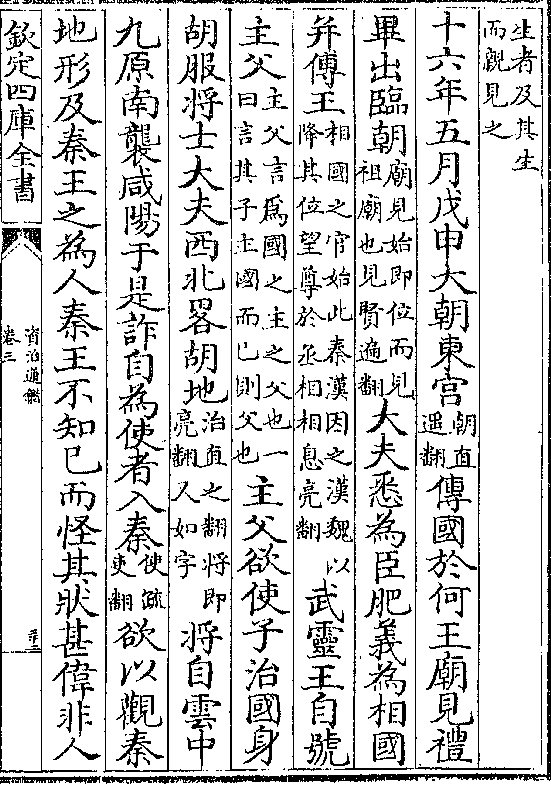 生者及其生
而觀見之
十六年五月戊申大朝東宫朝直遥翻傳國於何王廟見禮
畢出臨朝廟見始即位而見祖廟也見賢遍翻大夫悉為臣肥義為相國
并傅王相國之官始此秦漢因之漢魏以降其位望尊於丞相相息亮翻武靈王自號
主父主父言爲國之主之父也一曰言其子主國而已則父也主父欲使子治國身
胡服將士大夫西北畧胡地治直之翻將即亮翻又如字將自雲中
九原南襲咸陽于是詐自為使者入秦使疏吏翻欲以觀秦
地形及秦王之為人秦王不知已而怪其狀甚偉非人
欽定四庫全書
資治通鑑
卷三